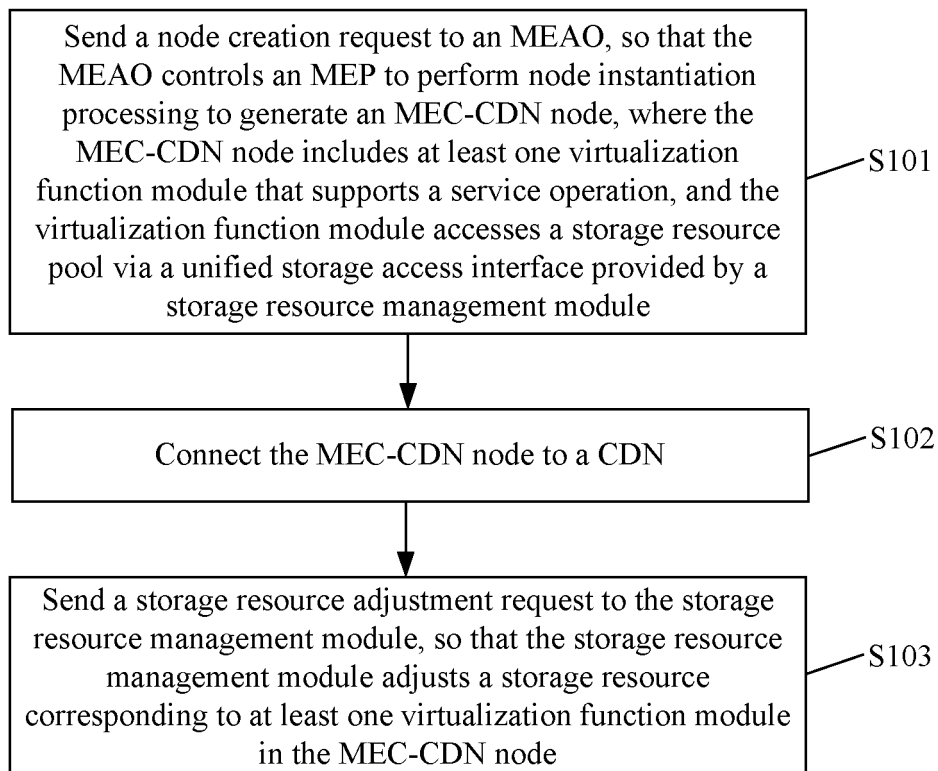 Send a node creation request to an MEAO, so that the
MEAO controls an MEP to perform node instantiation
processing to generate an MEC-CDN node, where the
MEC-CDN node includes at least one virtualization
function module that supports a service operation, and the
virtualization function module accesses a storage resource
pool via a unified storage access interface provided by a
storage resource management module
S101
Connect the MEC-CDN node to a CDN
S102
Send a storage resource adjustment request to the storage
resource management module, so that the storage resource
management module adjusts a storage resource
corresponding to at least one virtualization function module
in the MEC-CDN node
S103